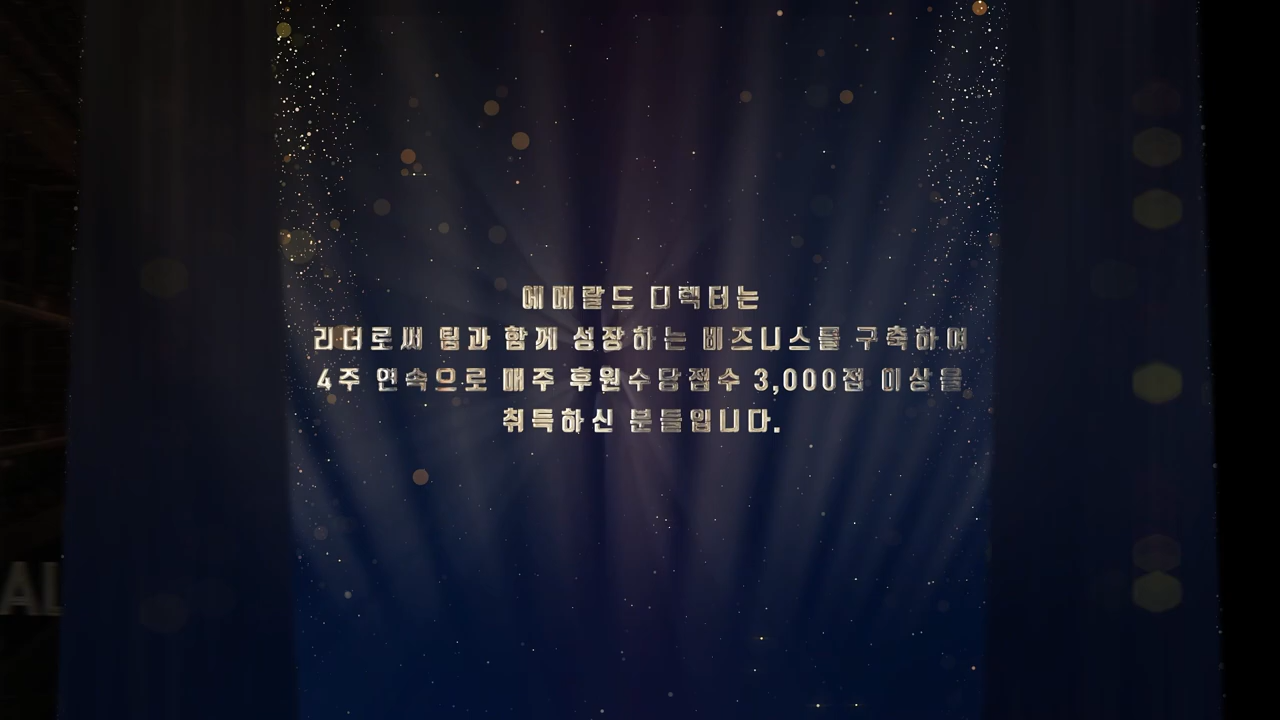 에메랄드 디렉터는
리더로써 팀과 함께 성장하는 비즈니스를 구축하여
4주 연속으로 매주 후원수당점수 3,000점 이상을
취득하신 분들입니다.
AL